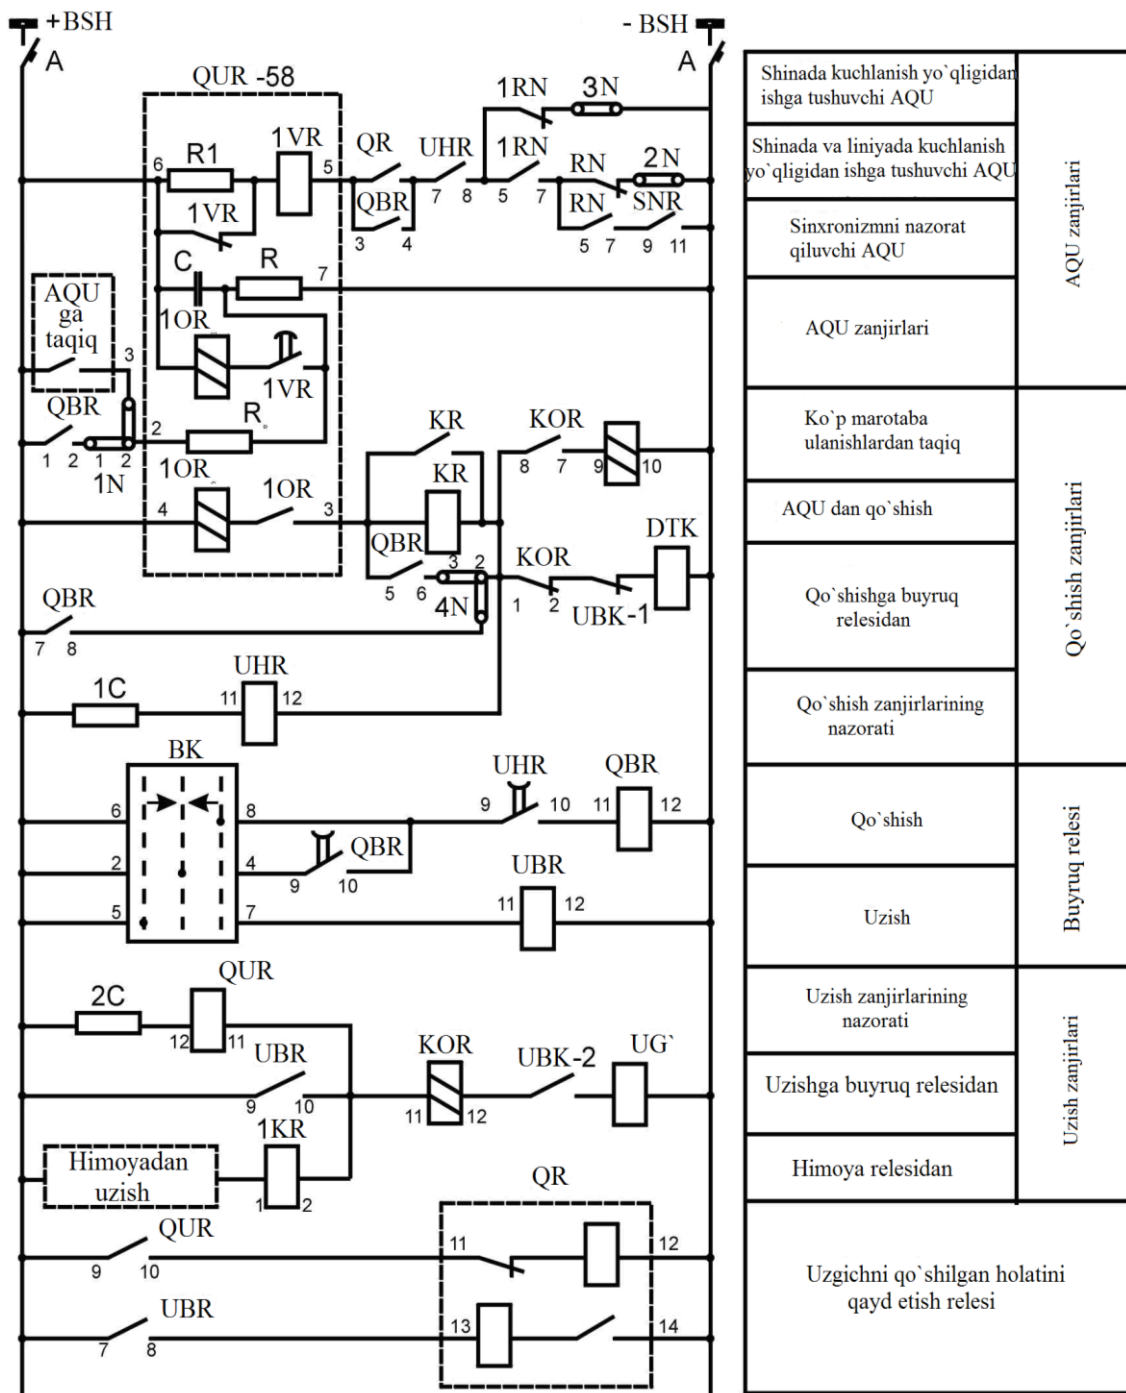 +BSH
- BSH
A
A
QUR -58
1RN
3N
6
R1
1VR
5
QR
UHR
1RN
RN
2N
7
8
5
7
1VR
QBR
RN
SNR
3
4
5
7
9
11
C
R
7
AQU
ga
taqiq
3
1OR
1VR
QBR
1
2
1
2
1N
2
R
1OR
4
1OR
3
KR
KR
KOR
8
7
9
10
QBR
5
6
3
2
4N
KOR
1
2
UBK-1
DTK
QBR
7
8
1C
UHR
11
12
BK
6
8
2
4
5
7
UHR
9
10
QBR
11
12
QBR
9
10
UBR
11
12
2C
QUR
12
11
UBR
9
10
KOR
11
12
UBK-2
UG`
Himoyadan
uzish
1KR
1
2
QR
QUR
9
10
11
12
UBR
7
8
13
14
Shinada kuchlanish yo`qligidan
ishga tushuvchi AQU
Shinada va liniyada kuchlanish
yo`qligidan ishga tushuvchi AQU
Sinxronizmni nazorat
qiluvchi AQU
AQU zanjirlari
AQU zanjirlari
Ko`p marotaba
ulanishlardan taqiq
AQU dan qo`shish
Qo`shishga buyruq
relesidan
Qo`shish zanjirlarining
nazorati
Qo`shish zanjirlari
Qo`shish
Uzish
Buyruq relesi
Uzish zanjirlarining
nazorati
Uzishga buyruq relesidan
Himoya relesidan
Uzish zanjirlari
Uzgichni qo`shilgan holatini
qayd etish relesi